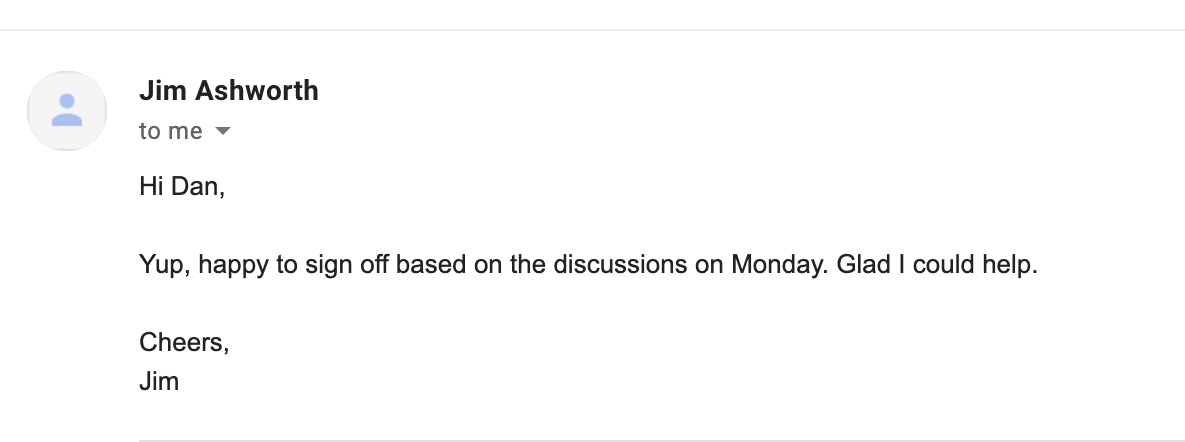 Jim Ashworth
to me
Hi Dan,
Yup, happy to sign off based on the discussions on Monday. Glad I could help.
Cheers,
Jim